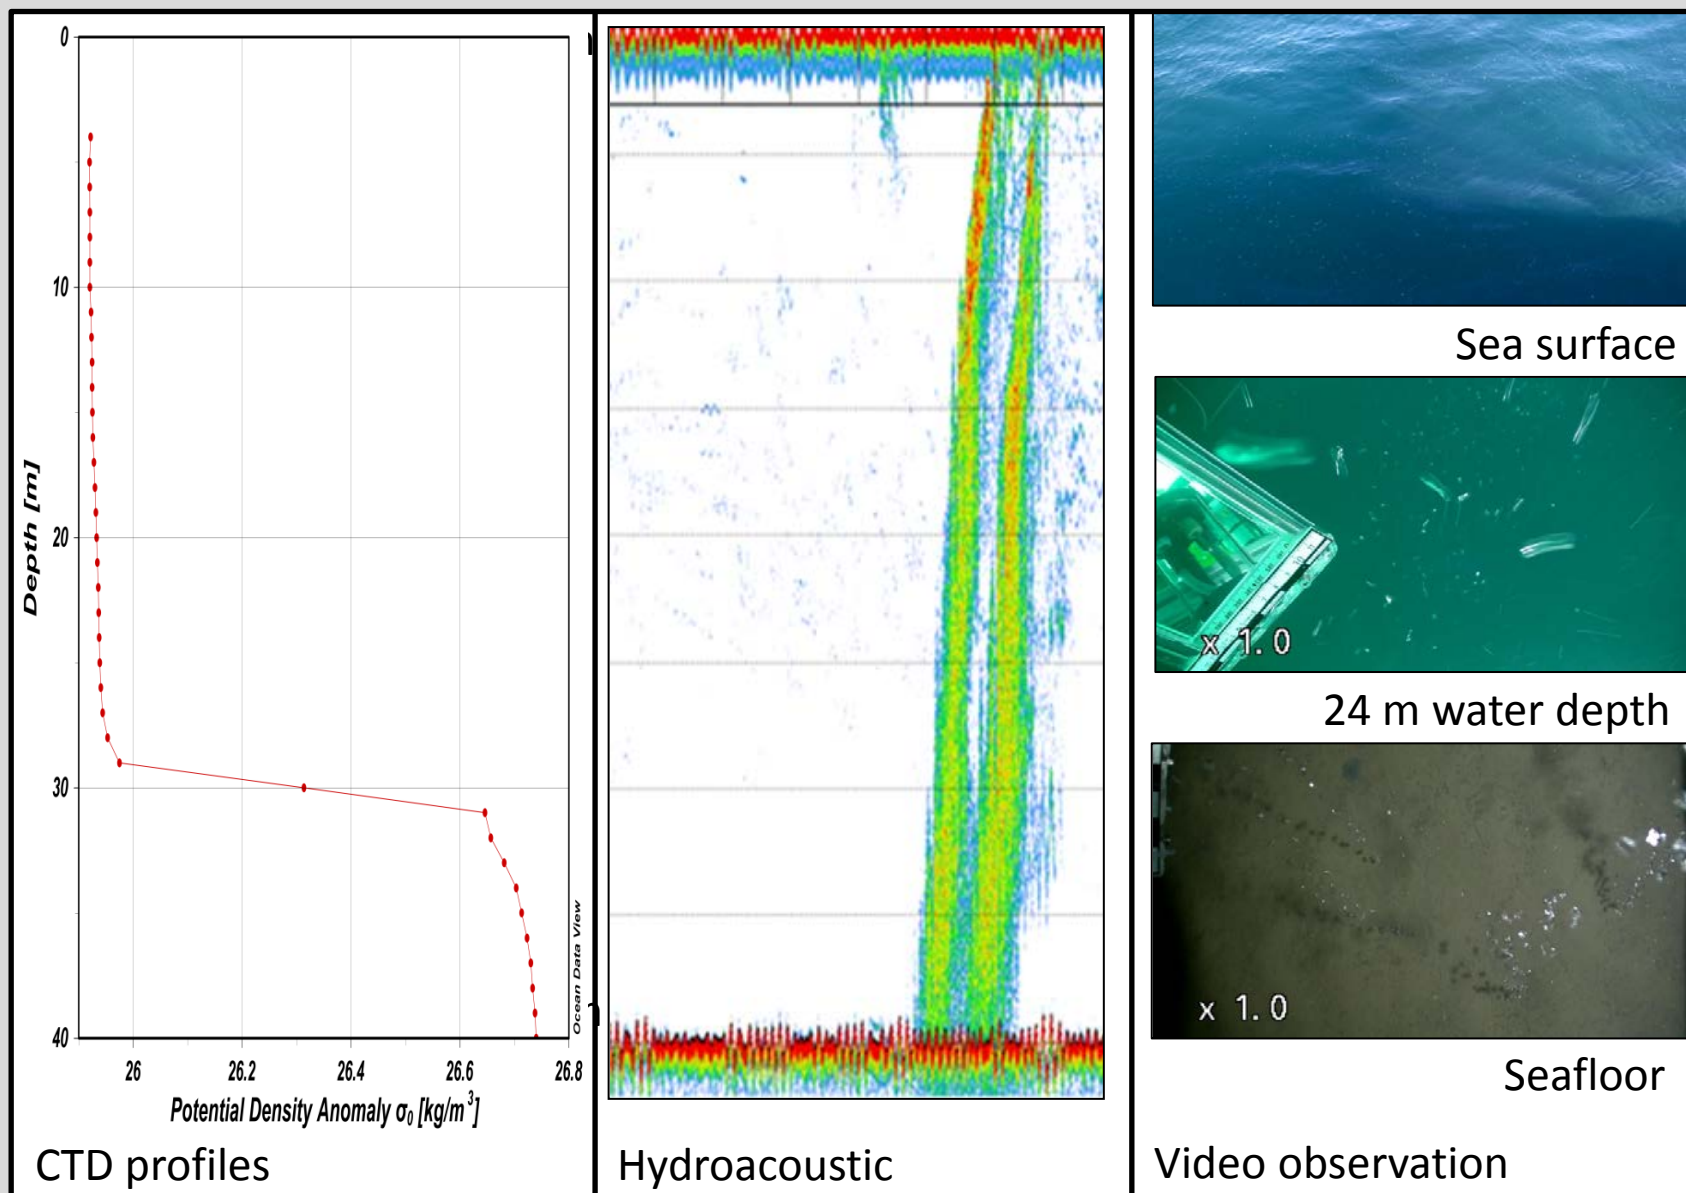 0
10
20
30
40
Depth [m]
26
26.2
26.4
26.6
26.8
Potential Density Anomaly σ₀ [kg/m³]
Ocean Data View
CTD profiles
Hydroacoustic
Sea surface
x 1.0
24 m water depth
x 1.0
Seafloor
Video observation